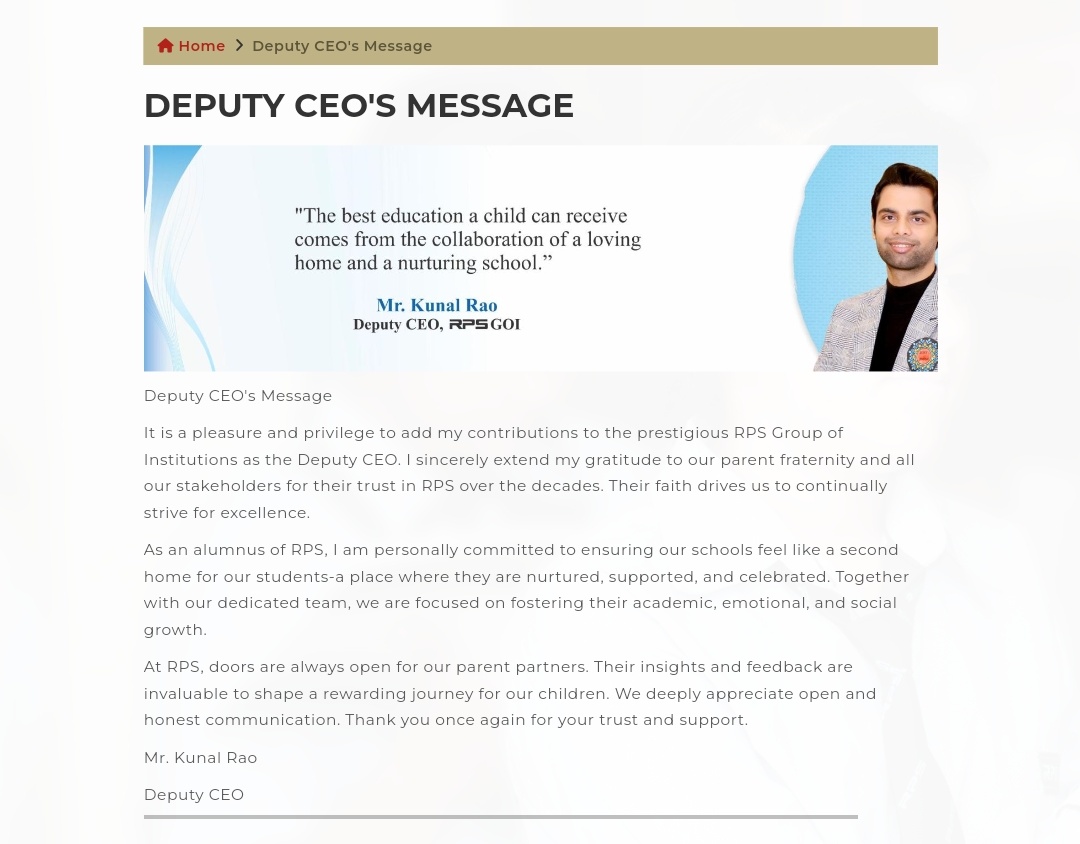 Home > Deputy CEO's Message
DEPUTY CEO'S MESSAGE
"The best education a child can receive
comes from the collaboration of a loving
home and a nurturing school.”
Mr. Kunal Rao
Deputy CEO, RPS GOI
Deputy CEO's Message
It is a pleasure and privilege to add my contributions to the prestigious RPS Group of
Institutions as the Deputy CEO. I sincerely extend my gratitude to our parent fraternity and all
our stakeholders for their trust in RPS over the decades. Their faith drives us to continually
strive for excellence.
As an alumnus of RPS, I am personally committed to ensuring our schools feel like a second
home for our students-a place where they are nurtured, supported, and celebrated. Together
with our dedicated team, we are focused on fostering their academic, emotional, and social
growth.
At RPS, doors are always open for our parent partners. Their insights and feedback are
invaluable to shape a rewarding journey for our children. We deeply appreciate open and
honest communication. Thank you once again for your trust and support.
Mr. Kunal Rao
Deputy CEO